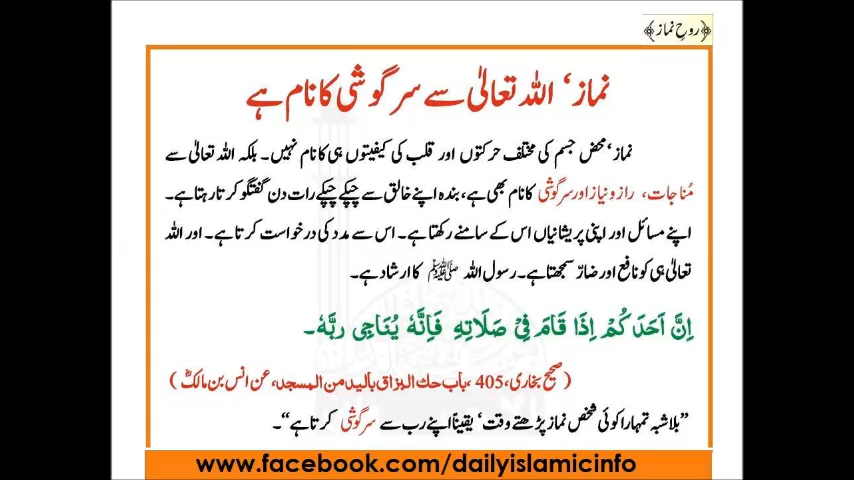 ﴿روحِ نماز﴾
نماز، اللہ تعالیٰ سے سرگوشی کا نام ہے
نماز، محض جسم کی مختلف حرکتوں اور قلب کی کیفیتوں ہی کا نام نہیں۔ بلکہ اللہ تعالیٰ سے
مُناجات، رازونیاز اور سرگوشی کا نام بھی ہے، بندہ اپنے خالق سے چپکے چپکے رات دن گفتگو کرتا رہتا ہے۔
اپنے مسائل اور اپنی پریشانیاں اس کے سامنے رکھتا ہے۔ اس سے مدد کی درخواست کرتا ہے۔ اور اللہ
تعالیٰ ہی کو نافع اور ضارّ سمجھتا ہے۔ رسول اللہ ﷺ کا ارشاد ہے۔
اِنَّ اَحَدَكُمْ اِذَا قَامَ فِيْ صَلَاتِهِ فَاِنَّهٗ يُنَاجِى رَبَّهٗ۔
(صحیح بخاری، 405، باب حك البزاق باليد من المسجد، عن انس بن مالكؓ)
”بلاشبہ تمہارا کوئی شخص نماز پڑھتے وقت، یقیناً اپنے رب سے سرگوشی کرتا ہے“۔
www.facebook.com/dailyislamicinfo